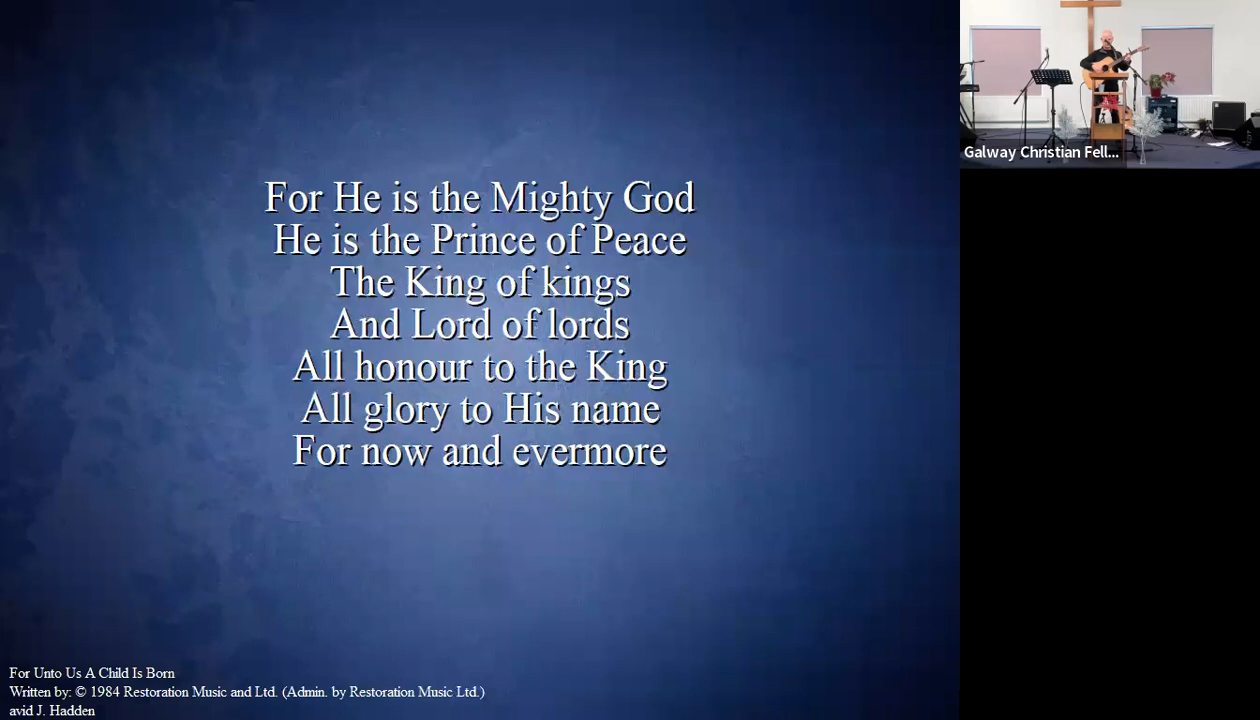 For He is the Mighty God
He is the Prince of Peace
The King of kings
And Lord of lords
All honour to the King
All glory to His name
For now and evermore
Galway Christian Fell...
For Unto Us A Child Is Born
Written by: © 1984 Restoration Music and Ltd. (Admin. by Restoration Music Ltd.)
avid J. Hadden